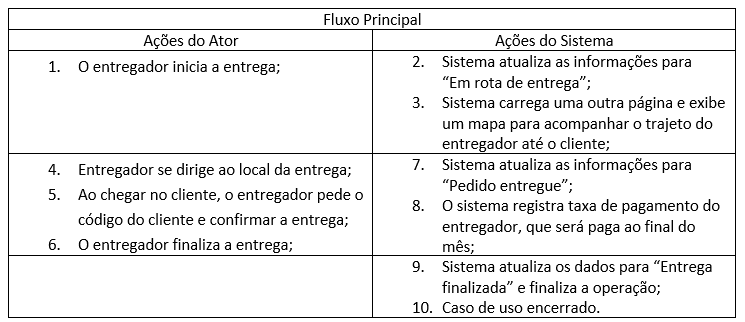 Fluxo Principal
Ações do Ator
Ações do Sistema
1. O entregador inicia a entrega;
2. Sistema atualiza as informações para
“Em rota de entrega”;
3. Sistema carrega uma outra página e exibe
um mapa para acompanhar o trajeto do
entregador até o cliente;
4. Entregador se dirige ao local da entrega;
5. Ao chegar no cliente, o entregador pede o
código do cliente e confirmar a entrega;
6. O entregador finaliza a entrega;
7. Sistema atualiza as informações para
“Pedido entregue”;
8. O sistema registra taxa de pagamento do
entregador, que será paga ao final do
mês;
9. Sistema atualiza os dados para “Entrega
finalizada” e finaliza a operação;
10. Caso de uso encerrado.